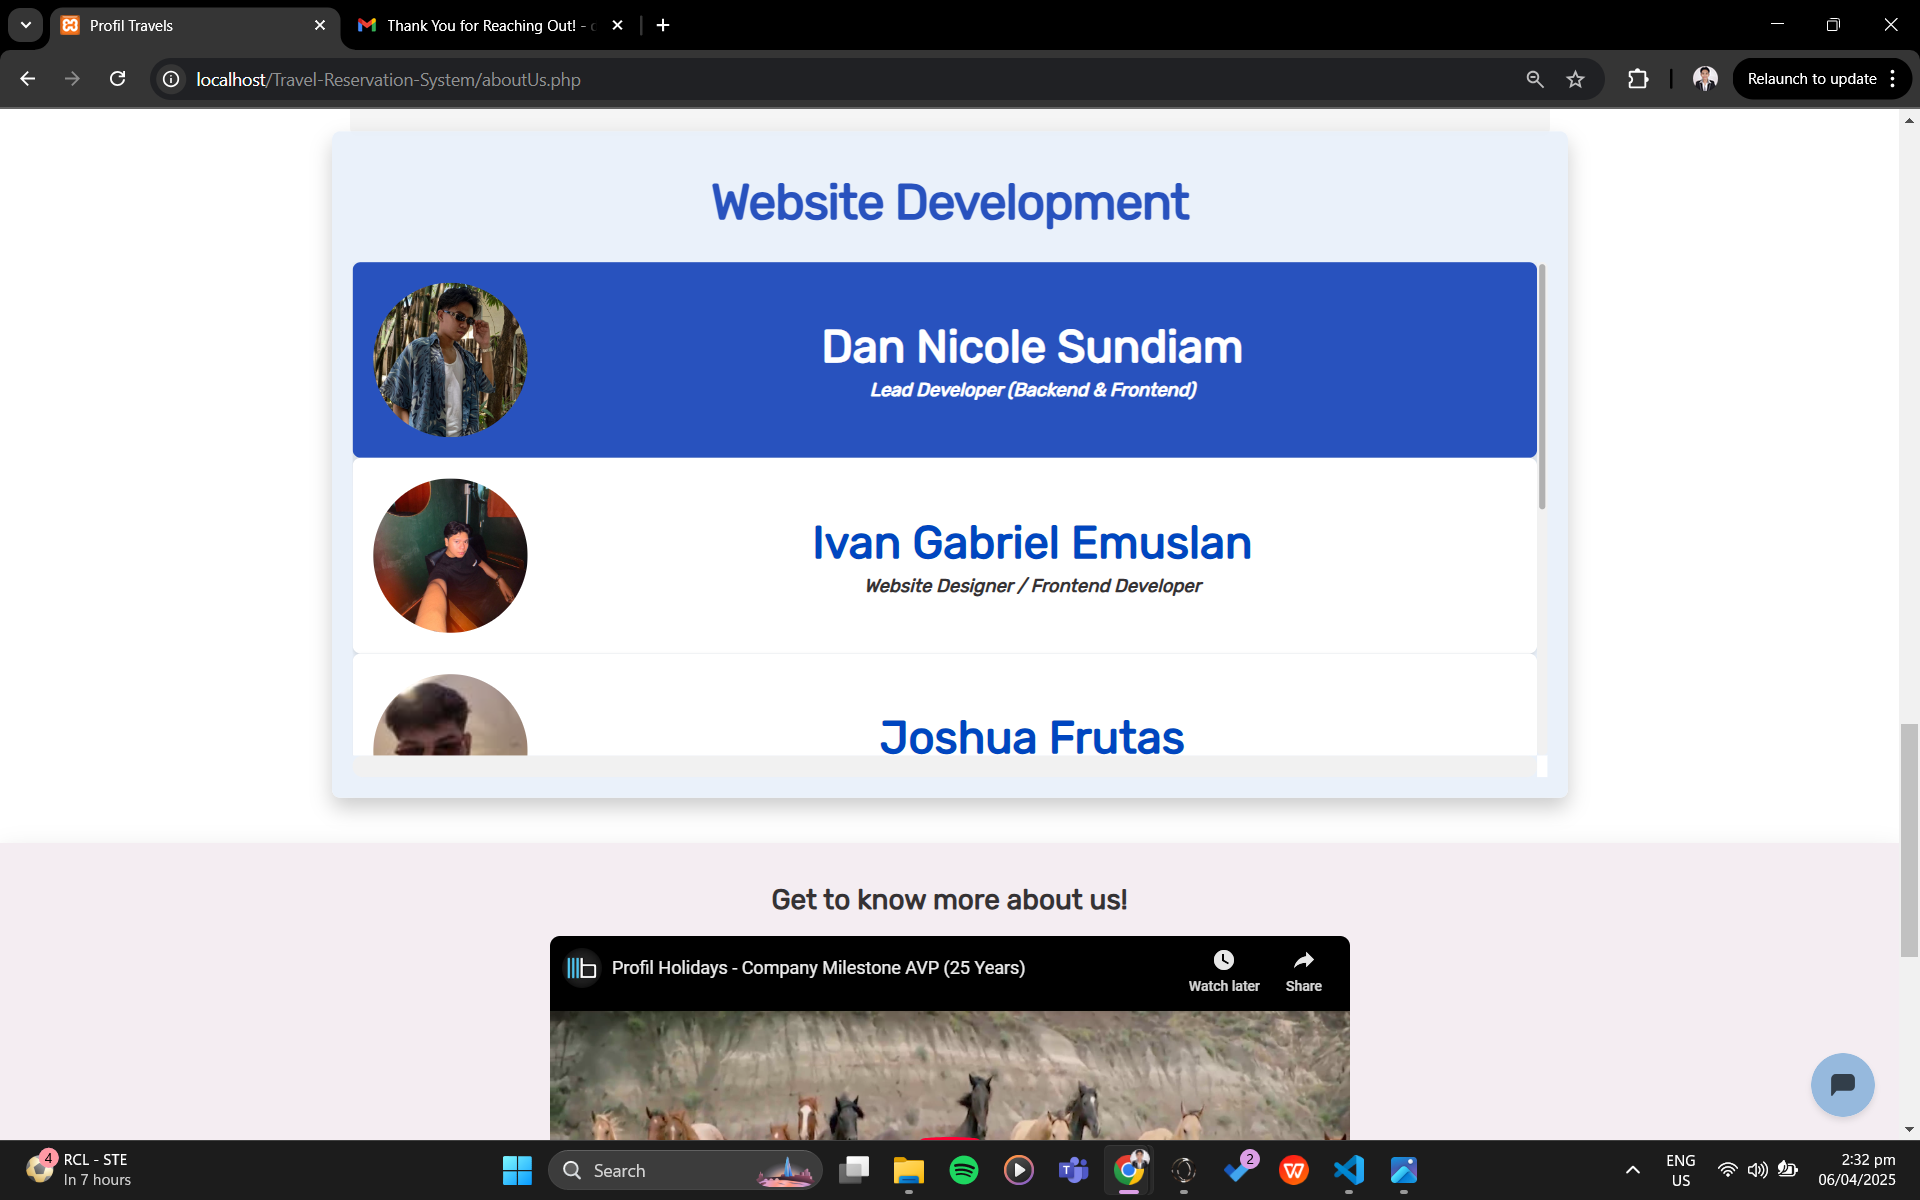 Profil Travels
Thank You for Reaching Out! -
localhost/Travel-Reservation-System/aboutUs.php
Relaunch to update
Website Development
Dan Nicole Sundiam
Lead Developer (Backend & Frontend)
Ivan Gabriel Emuslan
Website Designer / Frontend Developer
Joshua Frutas
Get to know more about us!
Profil Holidays - Company Milestone AVP (25 Years)
Watch later
Share
4
RCL - STE
In 7 hours
Search
2
ENG
US
2:32 pm
06/04/2025